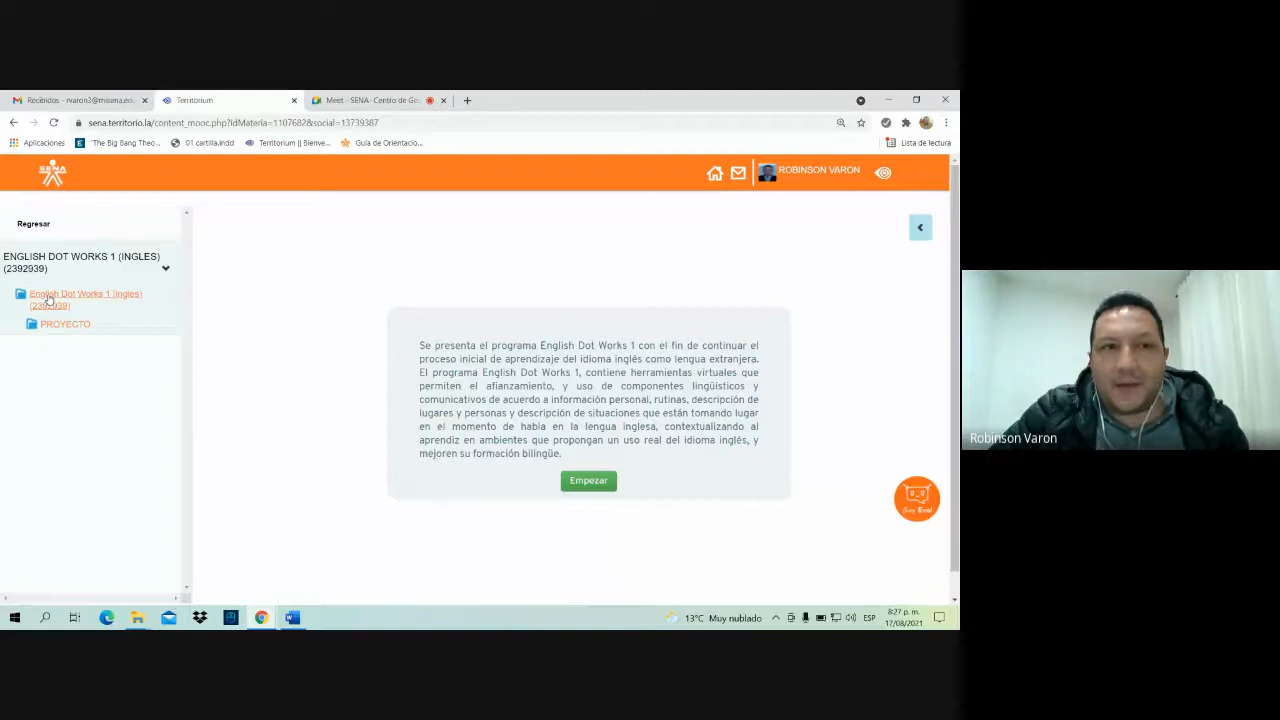 Recibidos - rvaron3@misena.ed
Territorium
Meet – SENA- Centro de Ge
sena.territorio.la/content_mooc.php?idMateria=1107682&social=13739387
Aplicaciones
"The Big Bang Theo...
01 cartilla.indd
Territorium || Bienve...
Guía de Orientacio...
Lista de lectura
SENA
ROBINSON VARON
Regresar
ENGLISH DOT WORKS 1 (INGLES)
(2392939)
English Dot Works 1 (ingles)
(2392939)
PROYECTO
Se presenta el programa English Dot Works 1 con el fin de continuar el
proceso inicial de aprendizaje del idioma inglés como lengua extranjera.
El programa English Dot Works 1, contiene herramientas virtuales que
permiten el afianzamiento, y uso de componentes lingüísticos y
comunicativos de acuerdo a información personal, rutinas, descripción de
lugares y personas y descripción de situaciones que están tomando lugar
en el momento de habla en la lengua inglesa, contextualizando al
aprendiz en ambientes que propongan un uso real del idioma inglés, y
mejoren su formación bilingüe.
Empezar
Robinson Varon
13°C Muy nublado
ESP
8:27 p. m.
17/08/2021